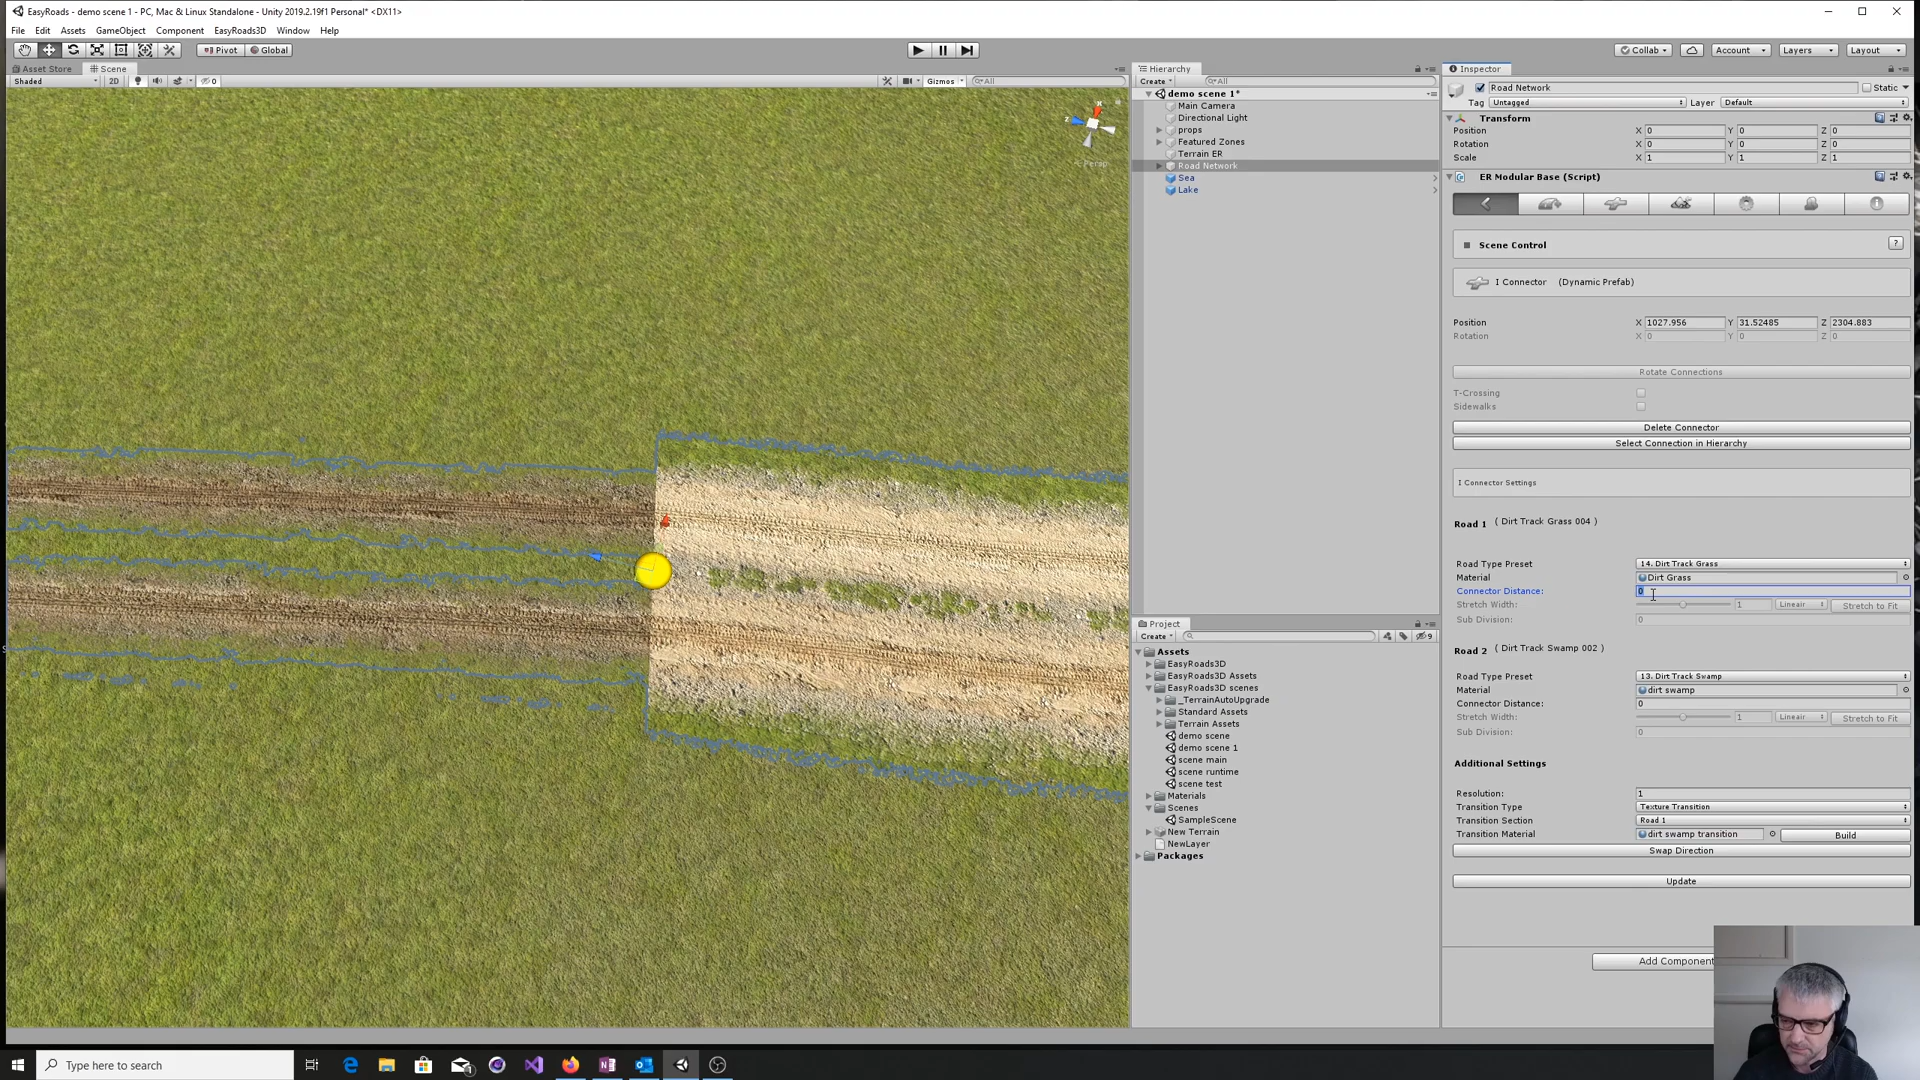 EasyRoads - demo scene 1 - PC, Mac & Linux Standalone - Unity 2019.2.19f1 Personal* <DX11>
File Edit Assets GameObject Component EasyRoads3D Window Help
Pivot Global Collab Account Layers Layout
Asset Store Scene
Shaded 2D 0 Gizmos All
x
z
Persp
Hierarchy
Create All
demo scene 1*
Main Camera
Directional Light
props
Featured Zones
Terrain ER
Road Network
Sea
Lake
Project
Create 9
Assets
EasyRoads3D
EasyRoads3D Assets
EasyRoads3D scenes
_TerrainAutoUpgrade
Standard Assets
Terrain Assets
demo scene
demo scene 1
scene main
scene runtime
scene test
Materials
Scenes
SampleScene
New Terrain
NewLayer
Packages
Inspector
Road Network Static
Tag Untagged Layer Default
Transform
Position X 0 Y 0 Z 0
Rotation X 0 Y 0 Z 0
Scale X 1 Y 1 Z 1
ER Modular Base (Script)
Scene Control ?
I Connector (Dynamic Prefab)
Position X 1027.956 Y 31.52485 Z 2304.883
Rotation X 0 Y 0 Z 0
Rotate Connections
T-Crossing
Sidewalks
Delete Connector
Select Connection in Hierarchy
I Connector Settings
Road 1 ( Dirt Track Grass 004 )
Road Type Preset 14. Dirt Track Grass
Material Dirt Grass
Connector Distance: 0
Stretch Width: 1 Lineair Stretch to Fit
Sub Division: 0
Road 2 ( Dirt Track Swamp 002 )
Road Type Preset 13. Dirt Track Swamp
Material dirt swamp
Connector Distance: 0
Stretch Width: 1 Lineair Stretch to Fit
Sub Division: 0
Additional Settings
Resolution: 1
Transition Type Texture Transition
Transition Section Road 1
Transition Material dirt swamp transition Build
Swap Direction
Update
Add Component
Type here to search